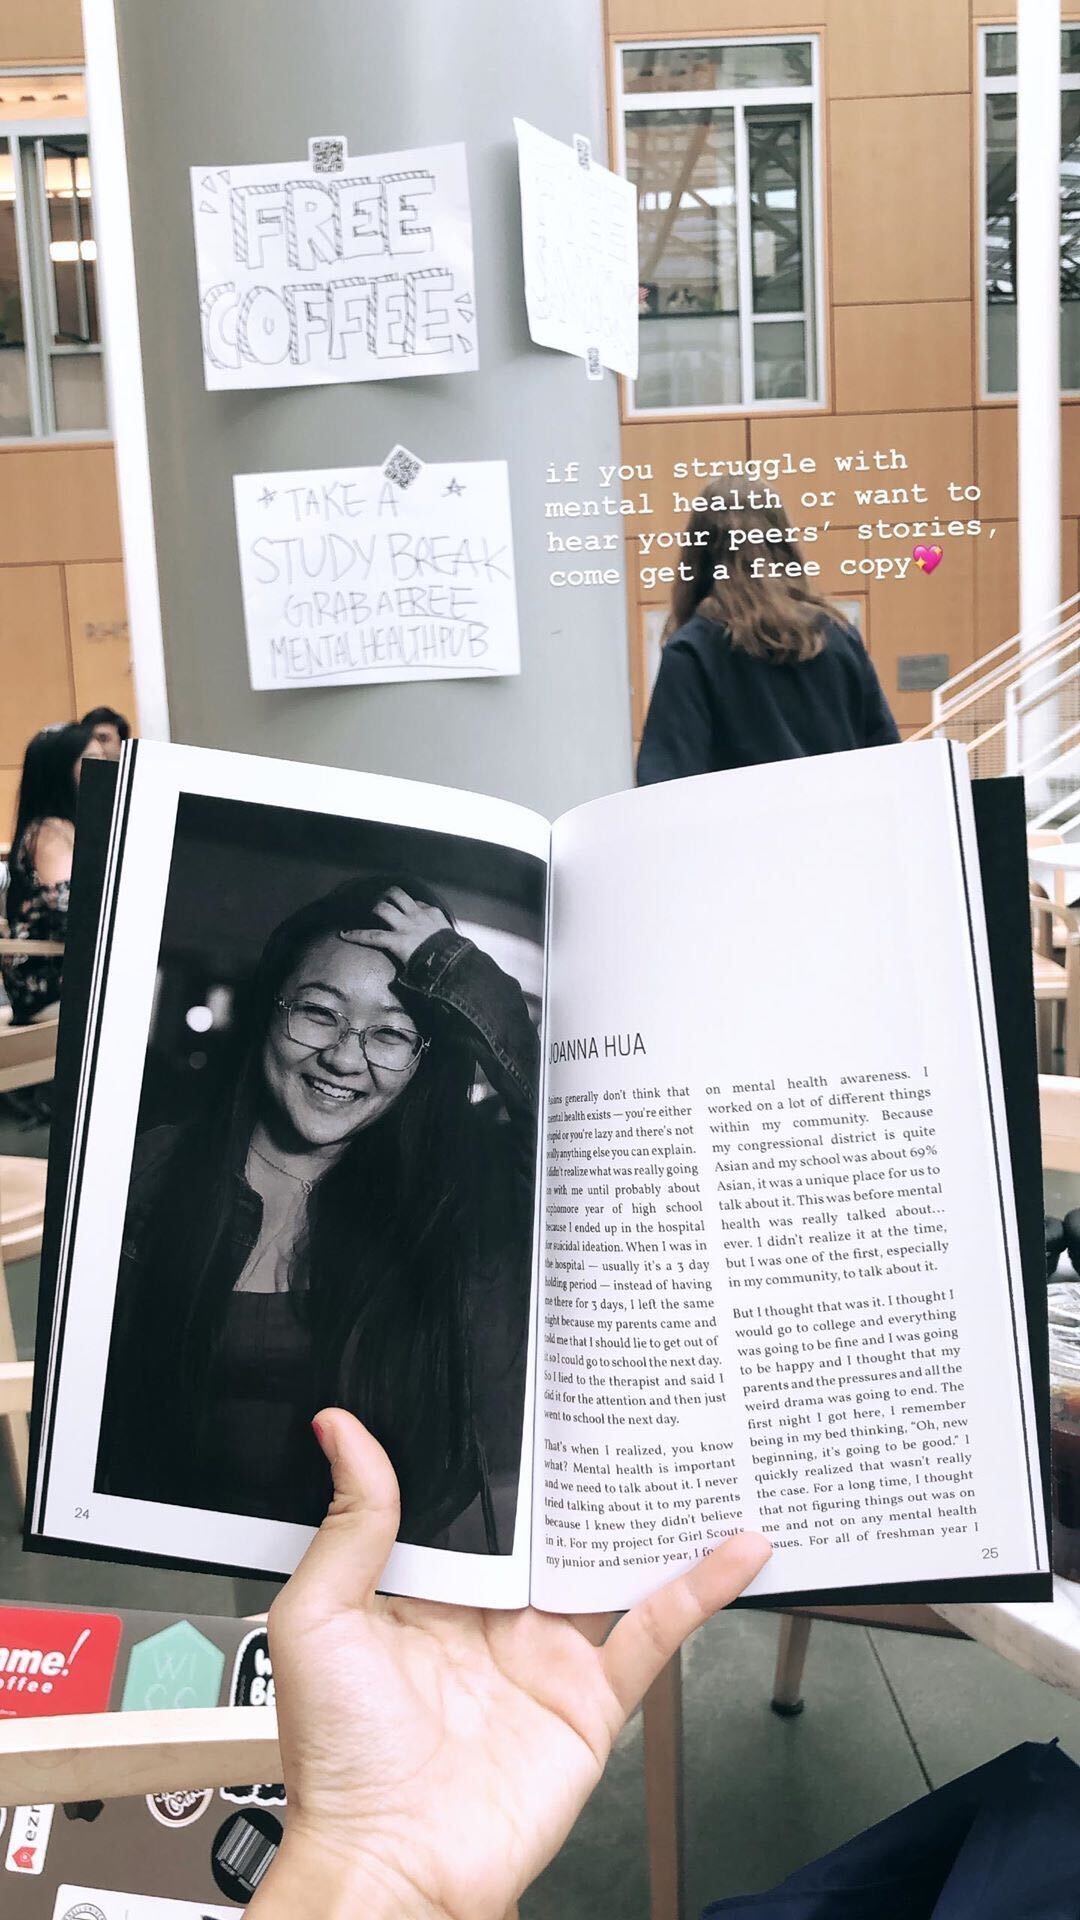 FREE
COFFEE
FREE
TAKE A
STUDY BREAK
GRAB A FREE
MENTAL HEALTH PUB
if you struggle with
mental health or want to
hear your peers' stories,
come get a free copy💖
JOANNA HUA
Asians generally don't think that
mental health exists — you're either
stupid or you're lazy and there's not
really anything else you can explain.
I didn't realize what was really going
on with me until probably about
sophomore year of high school
because I ended up in the hospital
for suicidal ideation. When I was in
the hospital — usually it's a 3 day
holding period — instead of having
me there for 3 days, I left the same
night because my parents came and
told me that I should lie to get out of
it so I could go to school the next day.
So I lied to the therapist and said I
did it for the attention and then just
went to school the next day.
That's when I realized, you know
what? Mental health is important
and we need to talk about it. I never
tried talking about it to my parents
because I knew they didn't believe
in it. For my project for Girl Scouts
my junior and senior year, I
on mental health awareness. I
worked on a lot of different things
within my community. Because
my congressional district is quite
Asian and my school was about 69%
Asian, it was a unique place for us to
talk about it. This was before mental
health was really talked about...
ever. I didn't realize it at the time,
but I was one of the first, especially
in my community, to talk about it.
But I thought that was it. I thought I
would go to college and everything
was going to be fine and I was going
to be happy and I thought that my
parents and the pressures and all the
weird drama was going to end. The
first night I got here, I remember
being in my bed thinking, "Oh, new
beginning, it's going to be good." I
quickly realized that wasn't really
the case. For a long time, I thought
that not figuring things out was on
me and not on any mental health
issues. For all of freshman year I
24
25
me!
offee
WI
CC
W
BE
ezr